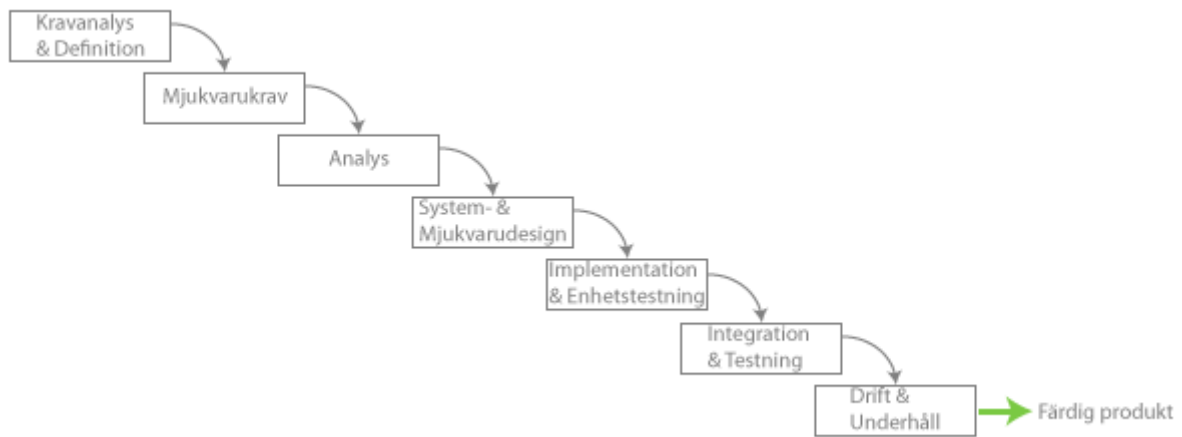 Kravanalys
& Definition
Mjukvarukrav
Analys
System- &
Mjukvarudesign
Implementation
& Enhetstestning
Integration
& Testning
Drift &
Underhåll
Färdig produkt